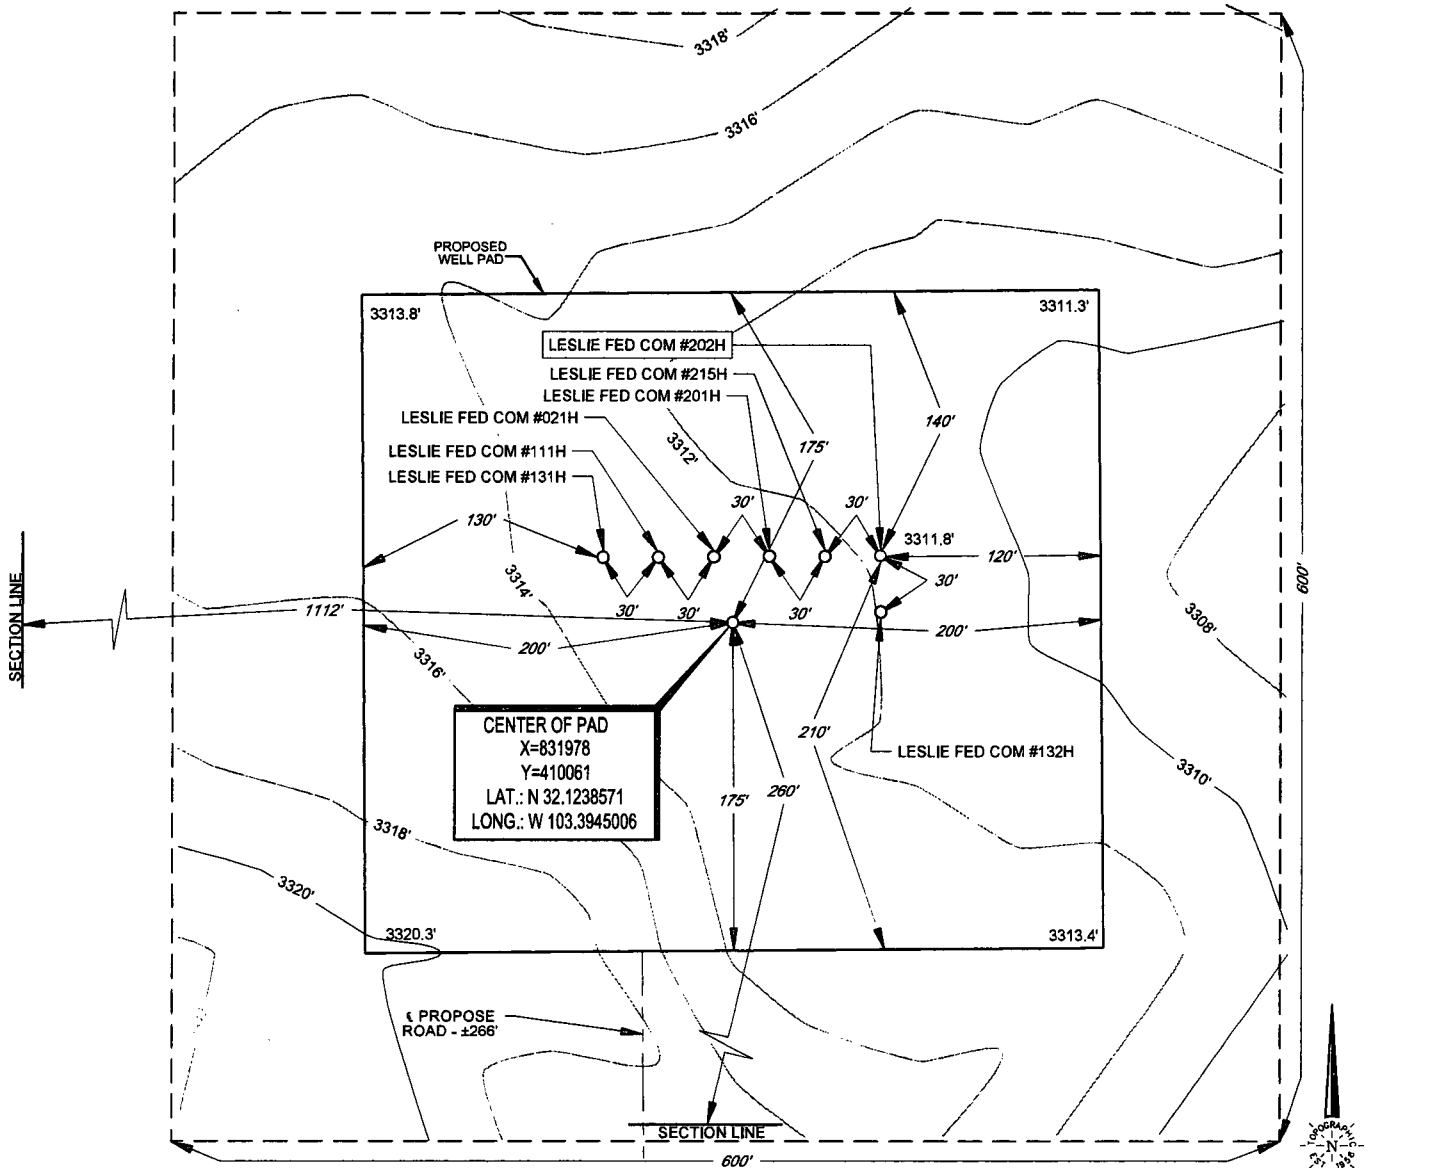 3318'
3316'
PROPOSED
WELL PAD
3313.8'
3311.3'
LESLIE FED COM #202H
LESLIE FED COM #215H
LESLIE FED COM #201H
LESLIE FED COM #021H
LESLIE FED COM #111H
LESLIE FED COM #131H
3312'
175'
140'
130'
30'
30'
3311.8'
120'
30'
3314'
30'
30'
30'
1112'
200'
200'
SECTION LINE
3316'
600'
3308'
CENTER OF PAD
X=831978
Y=410061
LAT.: N 32.1238571
LONG.: W 103.3945006
210'
LESLIE FED COM #132H
175'
260'
3310'
3318'
3320'
3320.3'
3313.4'
℄ PROPOSE
ROAD - ±266'
SECTION LINE
600'
TOPOGRAPHIC
N